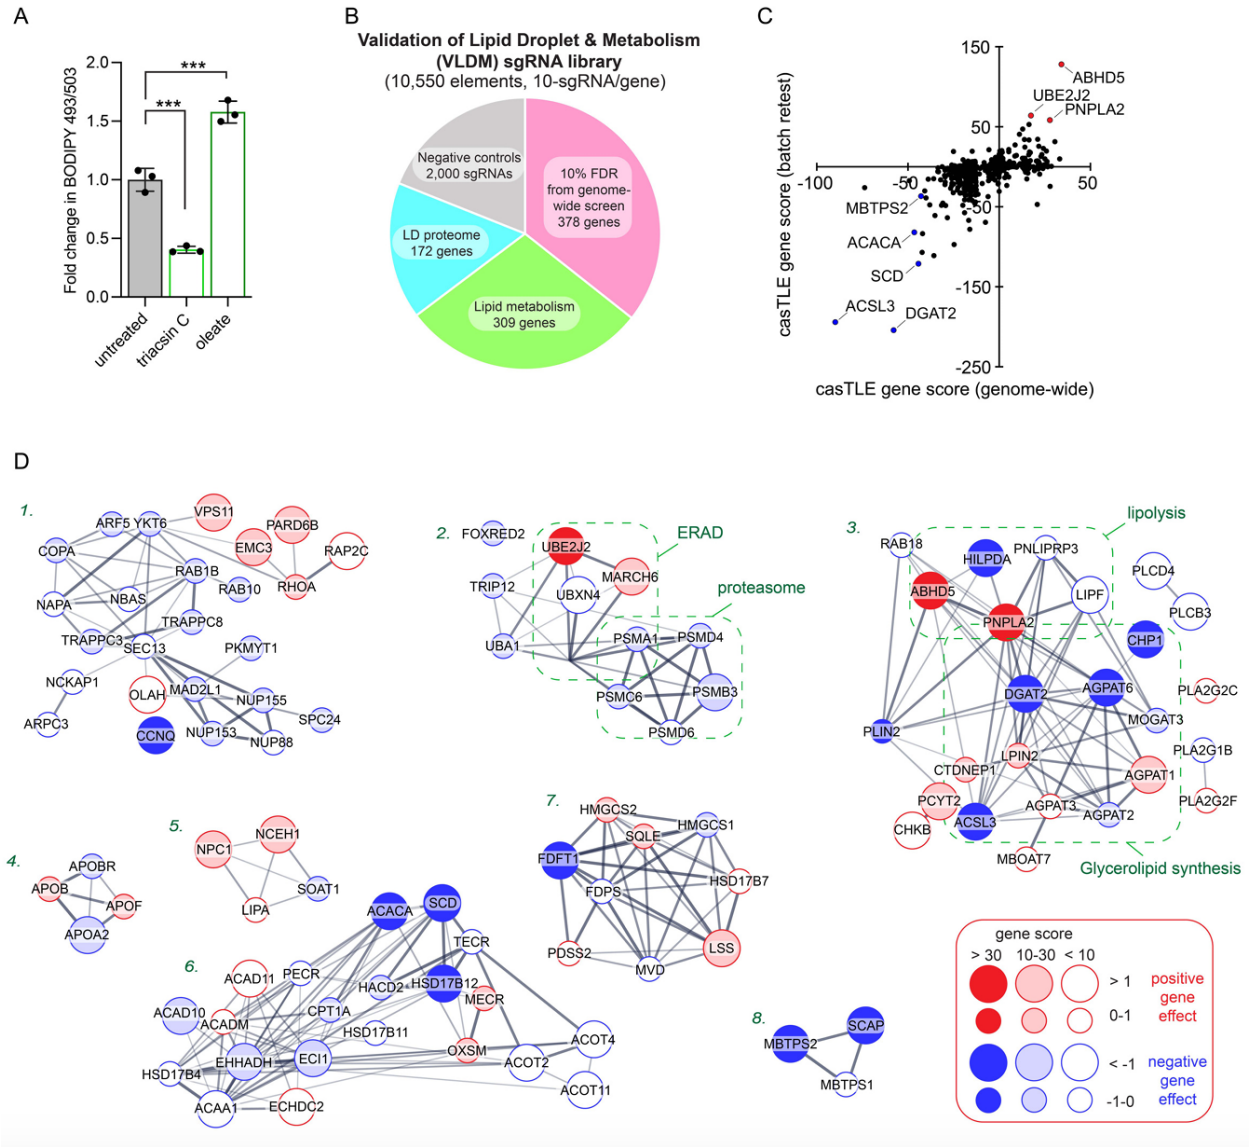 A
Fold change in BODIPY 493/503
2.0
1.5
1.0
0.5
0.0
***
***
untreated
triacsin C
oleate
B
Validation of Lipid Droplet & Metabolism
(VLDM) sgRNA library
(10,550 elements, 10-sgRNA/gene)
Negative controls
2,000 sgRNAs
10% FDR
from genome-
wide screen
378 genes
LD proteome
172 genes
Lipid metabolism
309 genes
C
casTLE gene score (batch retest)
150
50
-50
-150
-250
-100
-50
50
ABHD5
UBE2J2
PNPLA2
MBTPS2
ACACA
SCD
ACSL3
DGAT2
casTLE gene score (genome-wide)
D
1.
ARF5
YKT6
VPS11
PARD6B
COPA
EMC3
RAP2C
RAB1B
RAB10
RHOA
NAPA
NBAS
TRAPPC8
TRAPPC3
SEC13
PKMYT1
NCKAP1
OLAH
MAD2L1
NUP155
ARPC3
CCNQ
NUP153
NUP88
SPC24
2.
FOXRED2
UBE2J2
ERAD
MARCH6
TRIP12
UBXN4
proteasome
UBA1
PSMA1
PSMD4
PSMC6
PSMB3
PSMD6
3.
lipolysis
RAB18
HILPDA
PNLIPRP3
PLCD4
ABHD5
LIPF
PLCB3
PNPLA2
CHP1
DGAT2
AGPAT6
PLA2G2C
PLIN2
MOGAT3
LPIN2
PLA2G1B
CTDNEP1
AGPAT1
PCYT2
AGPAT3
PLA2G2F
CHKB
ACSL3
AGPAT2
MBOAT7
Glycerolipid synthesis
4.
APOBR
APOB
APOF
APOA2
5.
NCEH1
NPC1
SOAT1
LIPA
6.
ACACA
SCD
TECR
ACAD11
PECR
HACD2
HSD17B12
MECR
ACAD10
ACADM
CPT1A
HSD17B11
EHHADH
ECI1
OXSM
ACOT4
HSD17B4
ACOT2
ACAA1
ECHDC2
ACOT11
7.
HMGCS2
SQLE
HMGCS1
FDFT1
FDPS
HSD17B7
PDSS2
LSS
MVD
8.
SCAP
MBTPS2
MBTPS1
gene score
> 30
10-30
< 10
> 1
0-1
positive
gene
effect
< -1
-1-0
negative
gene
effect